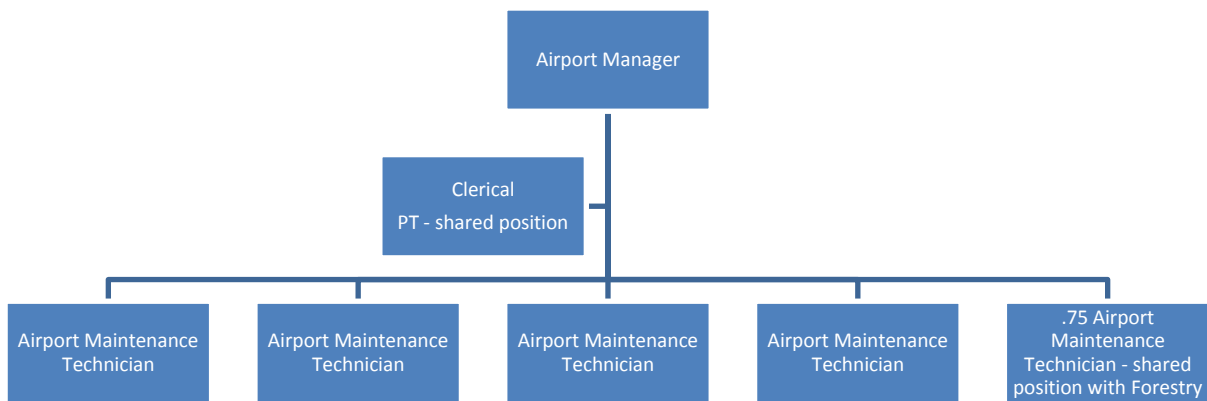 Airport Manager
Clerical
PT - shared position
Airport Maintenance
Technician
Airport Maintenance
Technician
Airport Maintenance
Technician
Airport Maintenance
Technician
.75 Airport
Maintenance
Technician - shared
position with Forestry